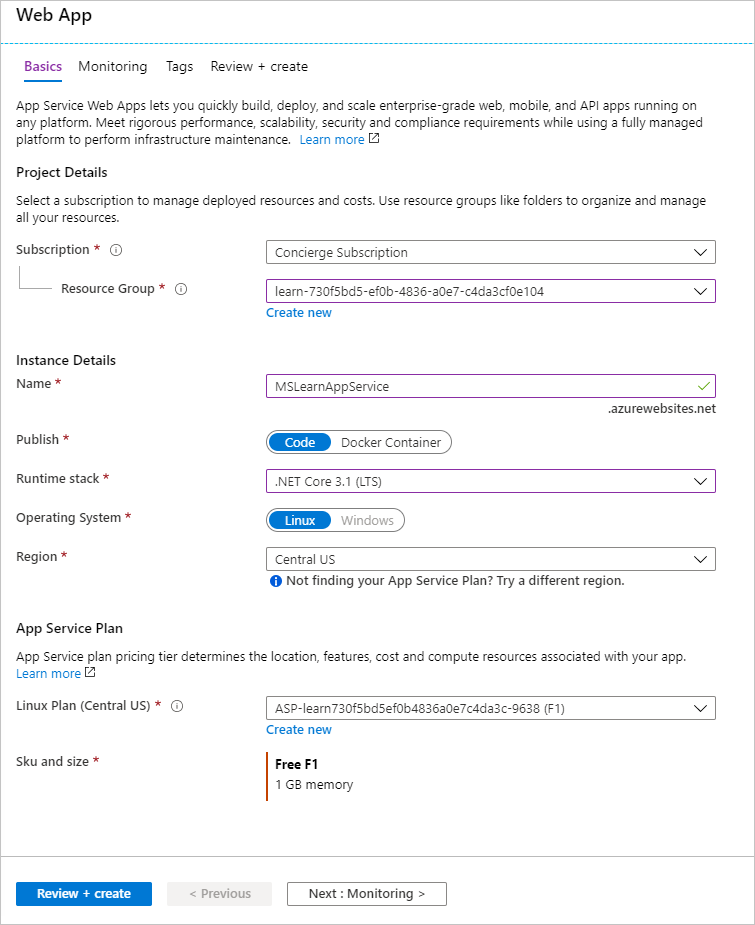 Web App
Basics Monitoring Tags Review + create
App Service Web Apps lets you quickly build, deploy, and scale enterprise-grade web, mobile, and API apps running on
any platform. Meet rigorous performance, scalability, security and compliance requirements while using a fully managed
platform to perform infrastructure maintenance. Learn more
Project Details
Select a subscription to manage deployed resources and costs. Use resource groups like folders to organize and manage
all your resources.
Subscription * Concierge Subscription
Resource Group * learn-730f5bd5-ef0b-4836-a0e7-c4da3cf0e104
Create new
Instance Details
Name * MSLearnAppService
.azurewebsites.net
Publish * Code Docker Container
Runtime stack * .NET Core 3.1 (LTS)
Operating System * Linux Windows
Region * Central US
Not finding your App Service Plan? Try a different region.
App Service Plan
App Service plan pricing tier determines the location, features, cost and compute resources associated with your app.
Learn more
Linux Plan (Central US) * ASP-learn730f5bd5ef0b4836a0e7c4da3c-9638 (F1)
Create new
Sku and size * Free F1
1 GB memory
Review + create < Previous Next : Monitoring >